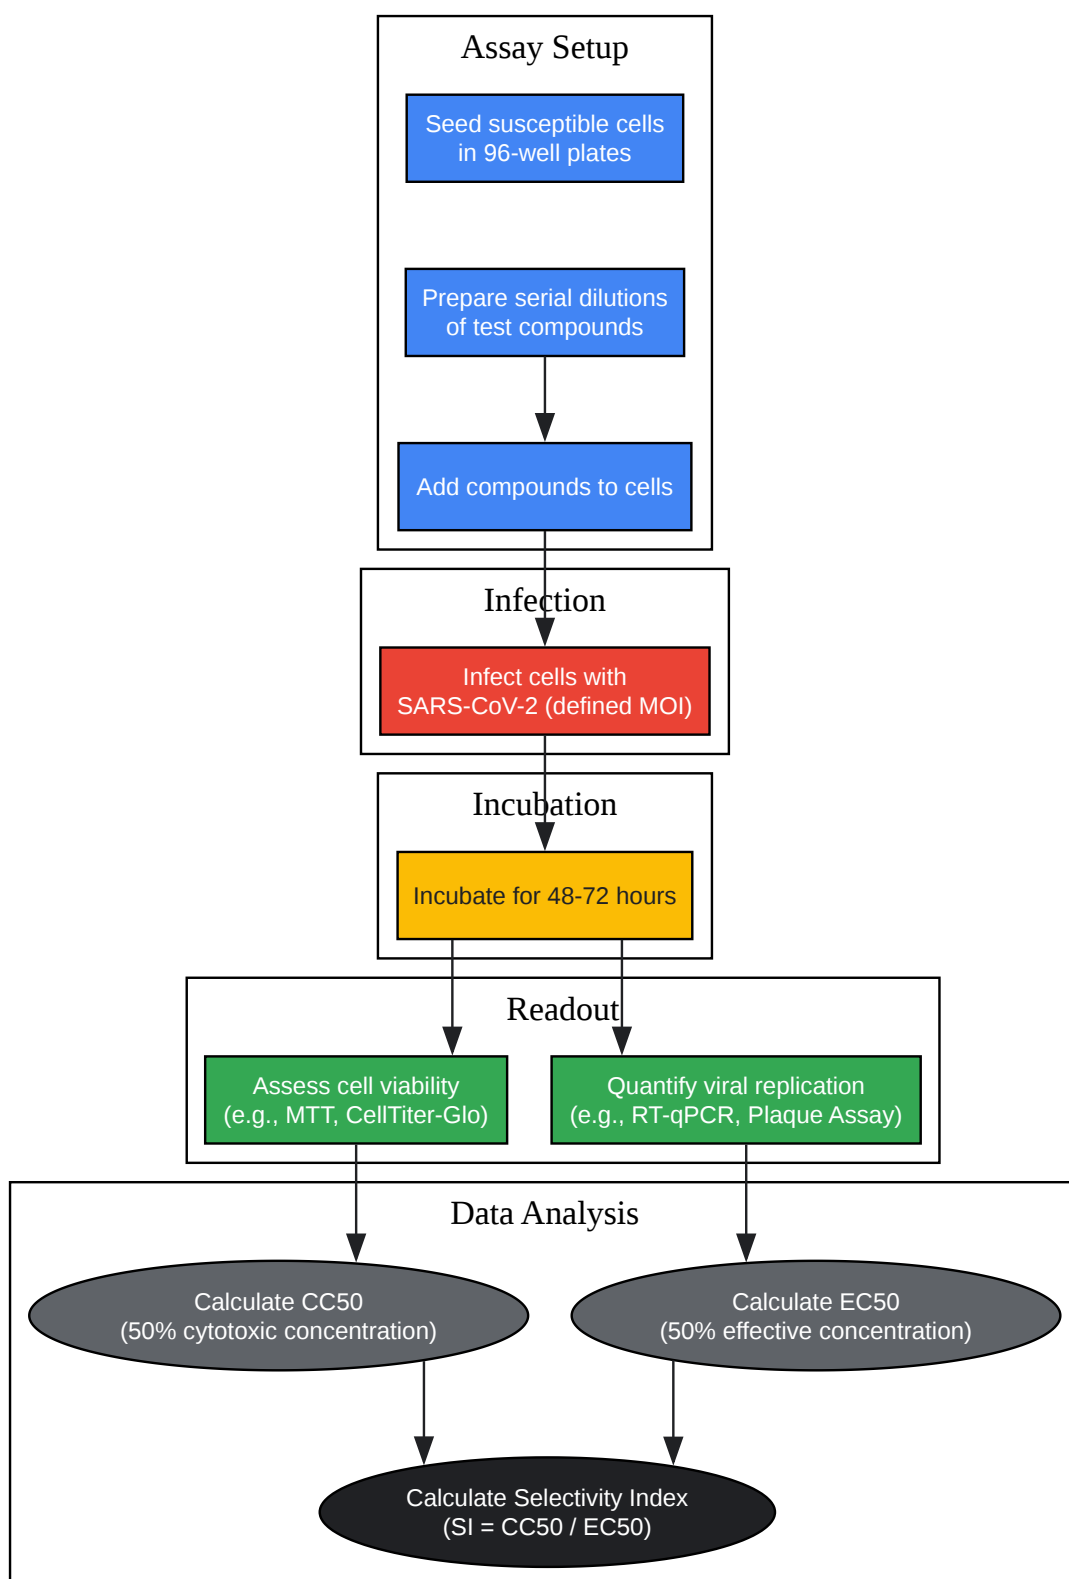 Assay Setup
Seed susceptible cells
in 96-well plates
Prepare serial dilutions
of test compounds
Add compounds to cells
Infection
Infect cells with
SARS-CoV-2 (defined MOI)
Incubation
Incubate for 48-72 hours
Readout
Assess cell viability
(e.g., MTT, CellTiter-Glo)
Quantify viral replication
(e.g., RT-qPCR, Plaque Assay)
Data Analysis
Calculate CC50
(50% cytotoxic concentration)
Calculate EC50
(50% effective concentration)
Calculate Selectivity Index
(SI = CC50 / EC50)